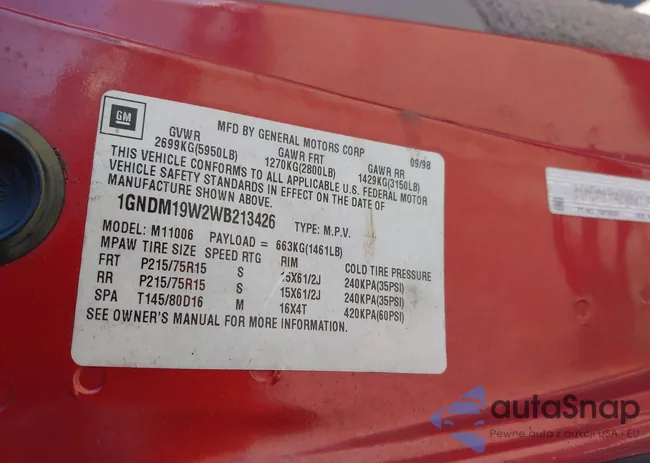 GM
MFD BY GENERAL MOTORS CORP 09/98
GVWR GAWR FRT GAWR RR
2699KG(5950LB) 1270KG(2800LB) 1429KG(3150LB)
THIS VEHICLE CONFORMS TO ALL APPLICABLE U.S. FEDERAL MOTOR
VEHICLE SAFETY STANDARDS IN EFFECT ON THE DATE OF
MANUFACTURE SHOWN ABOVE.
1GNDM19W2WB213426 TYPE: M.P.V.
MODEL: M11006 PAYLOAD = 663KG(1461LB)
MPAW TIRE SIZE SPEED RTG RIM COLD TIRE PRESSURE
FRT P215/75R15 S 15X61/2J 240KPA(35PSI)
RR P215/75R15 S 15X61/2J 240KPA(35PSI)
SPA T145/80D16 M 16X4T 420KPA(60PSI)
SEE OWNER'S MANUAL FOR MORE INFORMATION.
autaSnap
Pewne auta z aukcji USA i EU